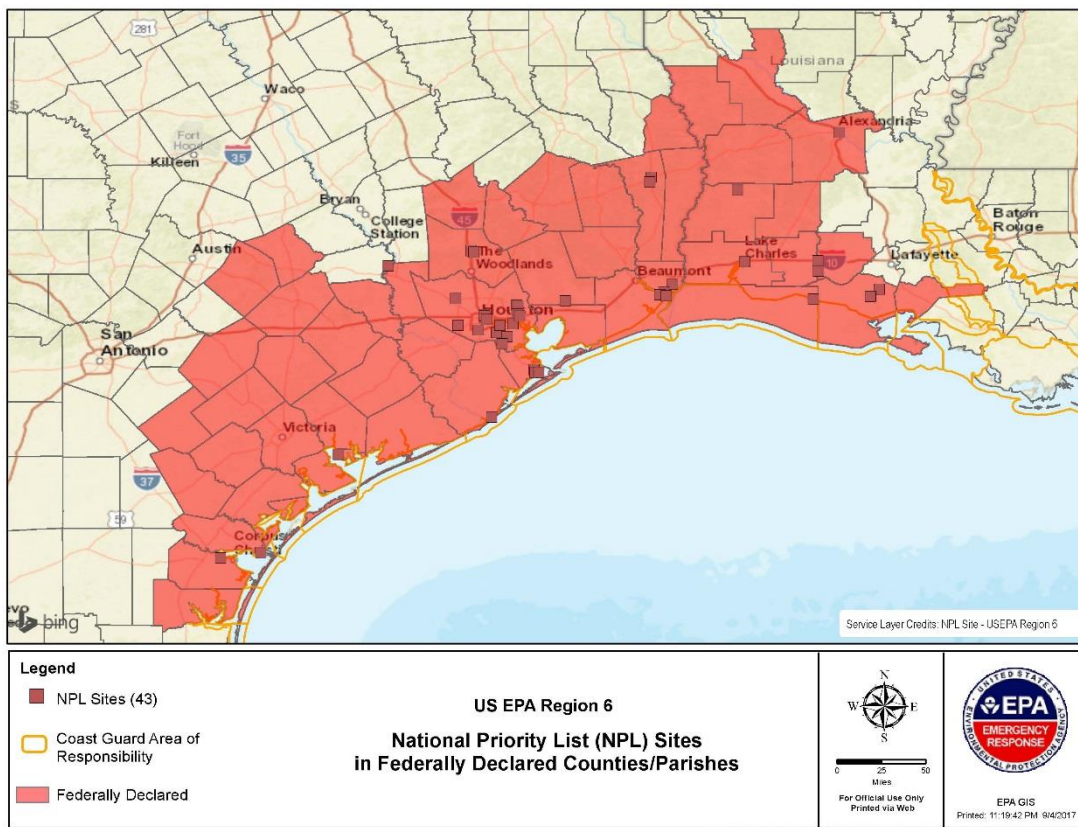 281
Louisiana
Waco
Alexandria
Fort
Hood
Killeen
35
Bryan
College
Station
45
Baton
Rouge
Austin
The
Woodlands
Lake
Charles
10
Lafayette
Beaumont
Houston
San
Antonio
Victoria
37
59
Corpus
Christi
bing
Service Layer Credits: NPL Site - USEPA Region 6
Legend
NPL Sites (43)
Coast Guard Area of
Responsibility
Federally Declared
US EPA Region 6
National Priority List (NPL) Sites
in Federally Declared Counties/Parishes
N
W E
S
0 25 50
Miles
For Official Use Only
Printed via Web
UNITED STATES
EPA
EMERGENCY
RESPONSE
ENVIRONMENTAL PROTECTION AGENCY
EPA GIS
Printed: 11:19:42 PM 9/4/2017